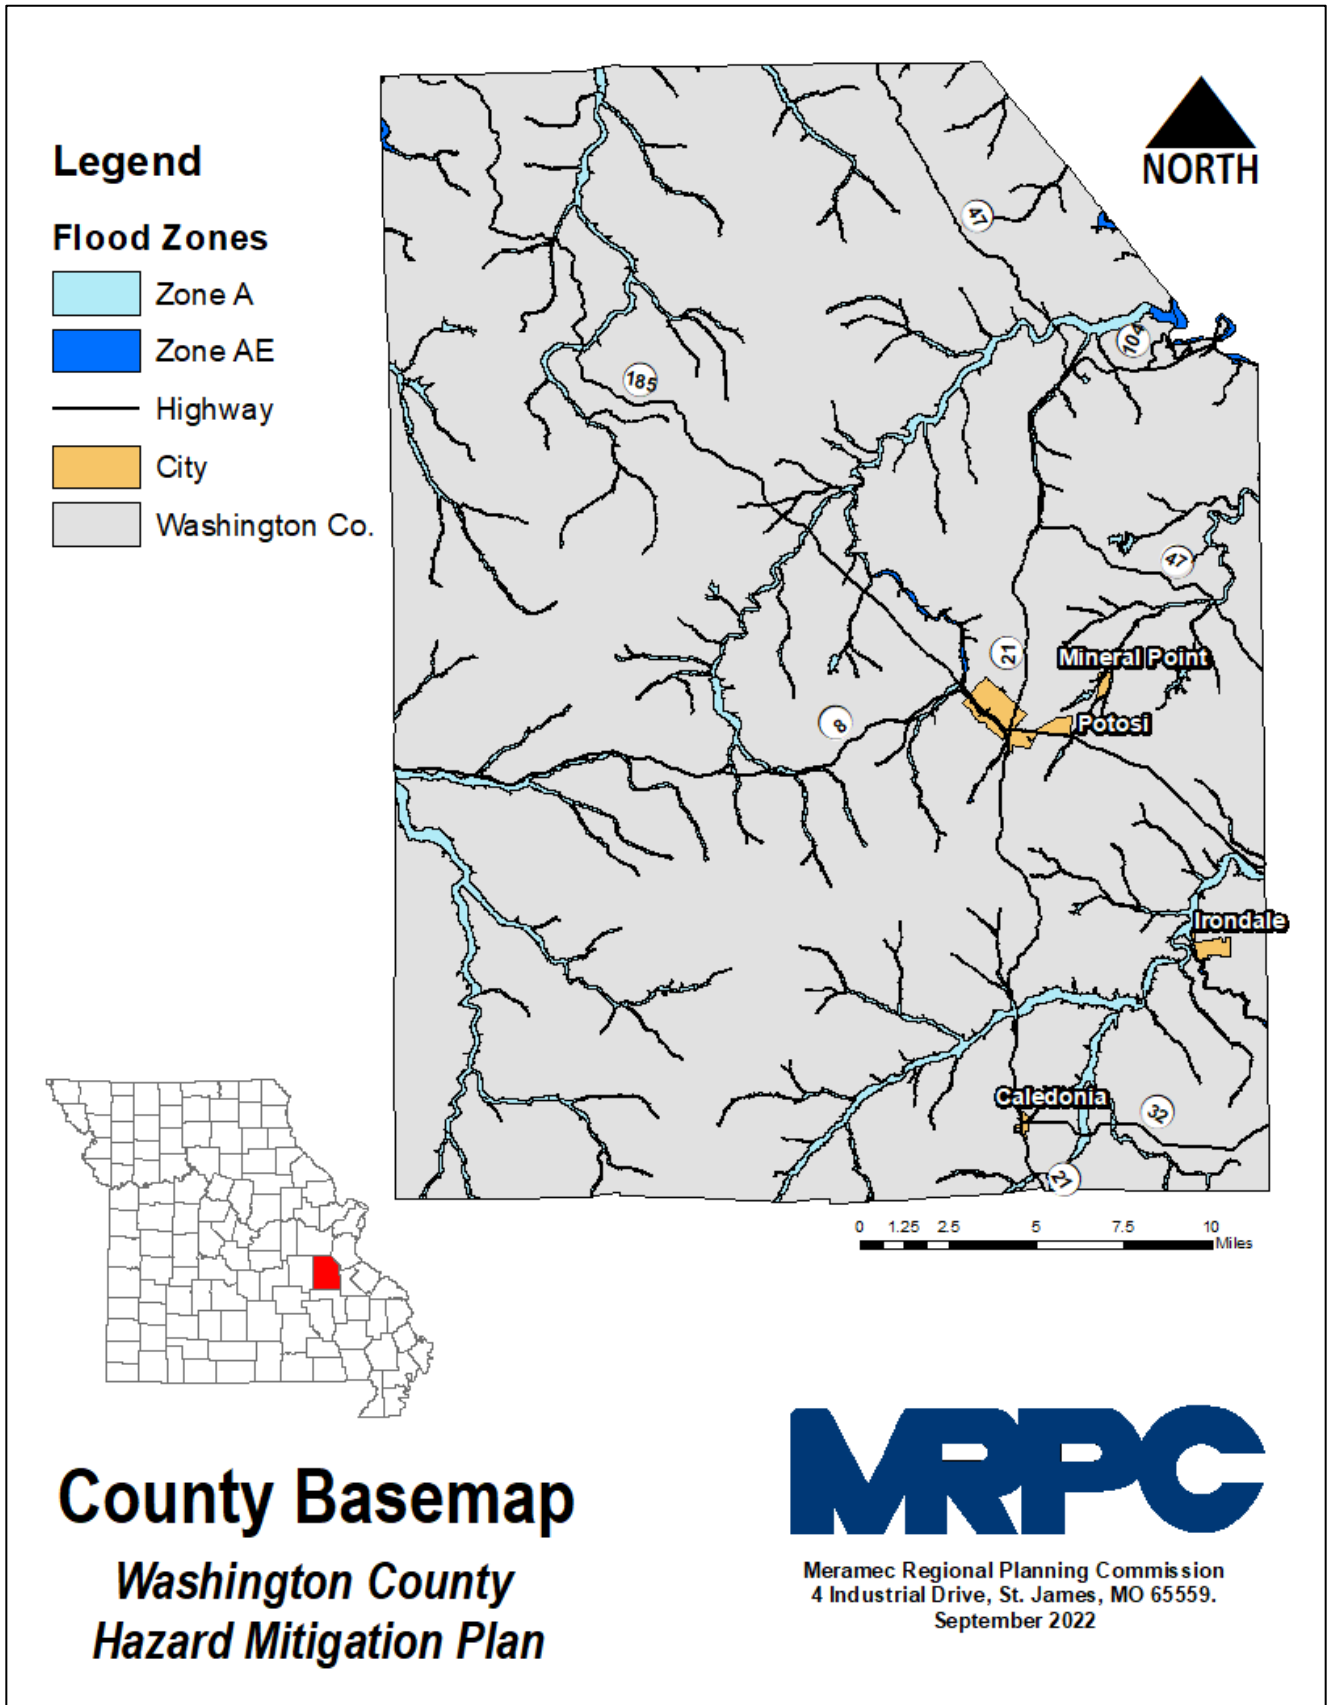 NORTH
Legend
Flood Zones
Zone A
Zone AE
Highway
City
Washington Co.
47
104
185
47
21
Mineral Point
8
Potosi
Irondale
Caledonia
32
21
0 1.25 2.5 5 7.5 10
Miles
MRPC
County Basemap
Washington County
Hazard Mitigation Plan
Meramec Regional Planning Commission
4 Industrial Drive, St. James, MO 65559.
September 2022